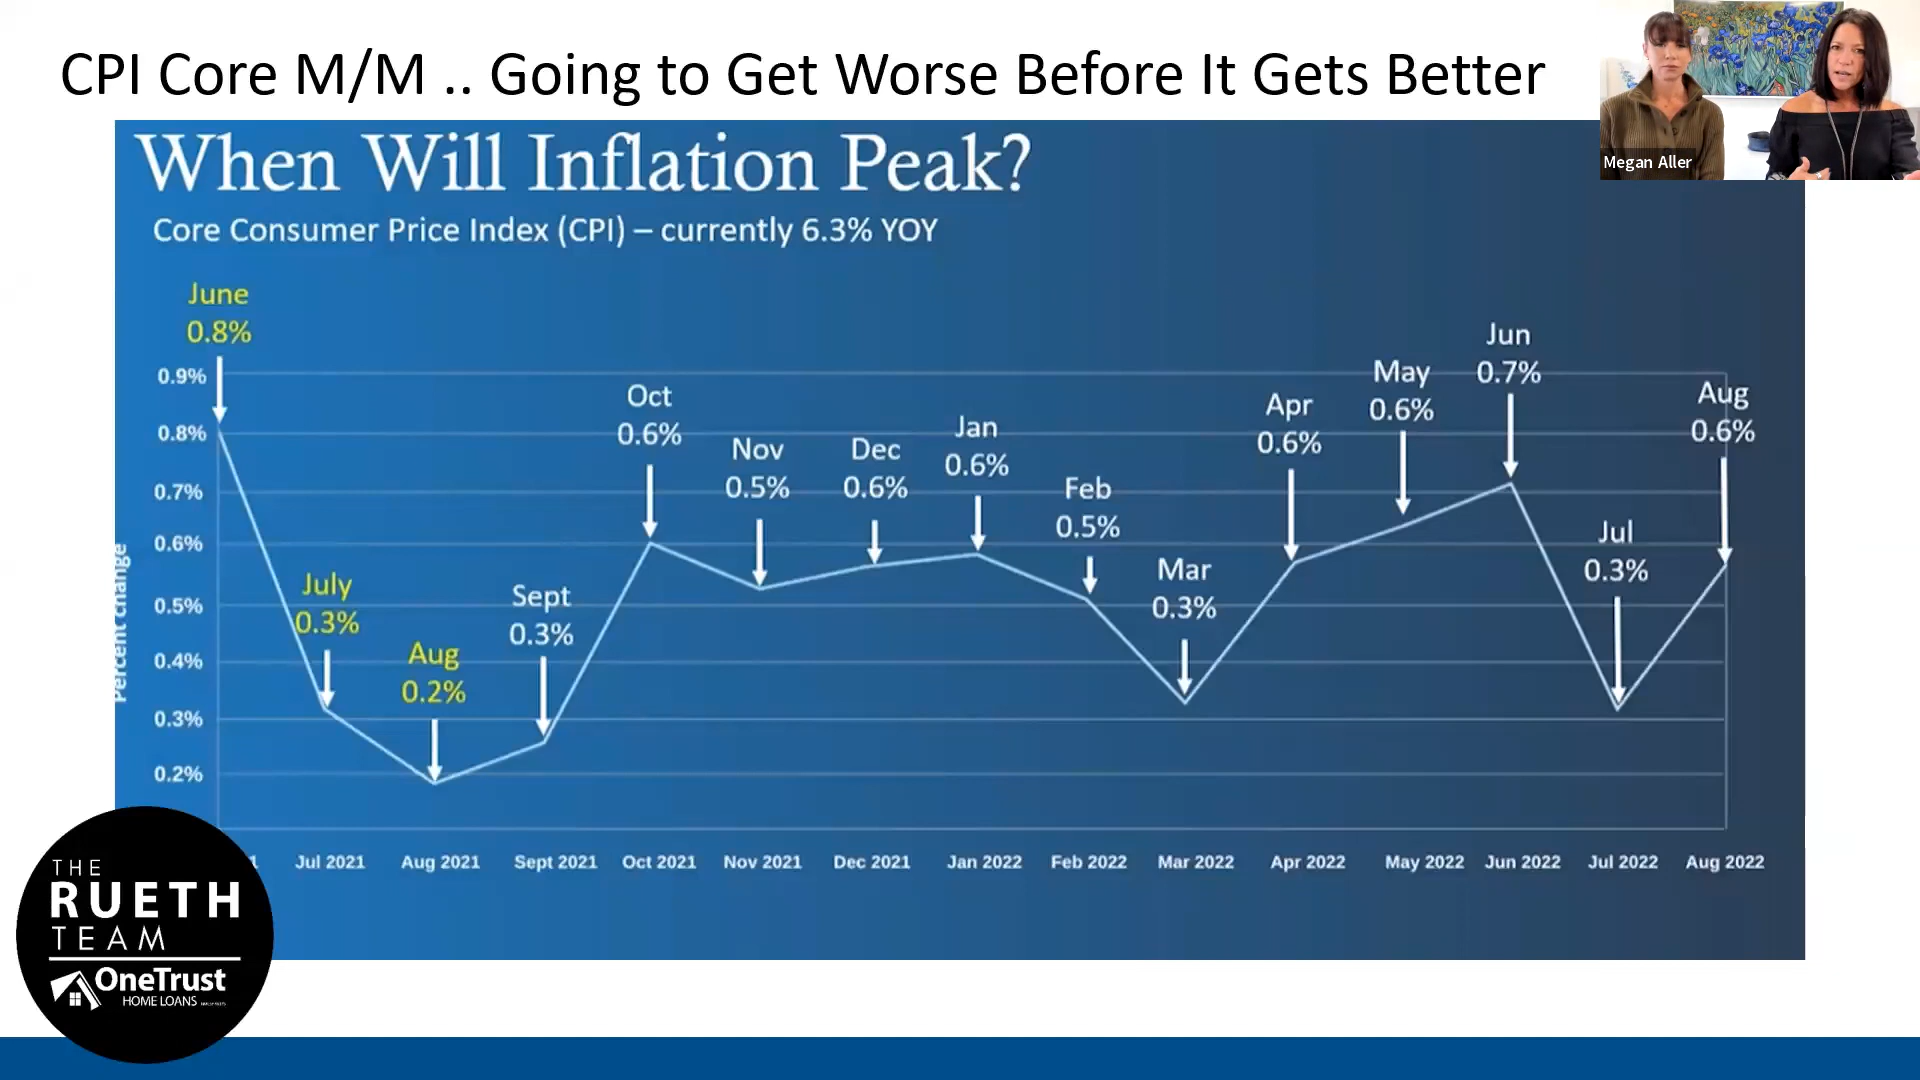 CPI Core M/M .. Going to Get Worse Before It Gets Better
Megan Aller
When Will Inflation Peak?
Core Consumer Price Index (CPI) – currently 6.3% YOY
June
0.8%
July
0.3%
Aug
0.2%
Sept
0.3%
Oct
0.6%
Nov
0.5%
Dec
0.6%
Jan
0.6%
Feb
0.5%
Mar
0.3%
Apr
0.6%
May
0.6%
Jun
0.7%
Jul
0.3%
Aug
0.6%
Percent change
0.9%
0.8%
0.7%
0.6%
0.5%
0.4%
0.3%
0.2%
1 Jul 2021 Aug 2021 Sept 2021 Oct 2021 Nov 2021 Dec 2021 Jan 2022 Feb 2022 Mar 2022 Apr 2022 May 2022 Jun 2022 Jul 2022 Aug 2022
THE
RUETH
TEAM
OneTrust
HOME LOANS